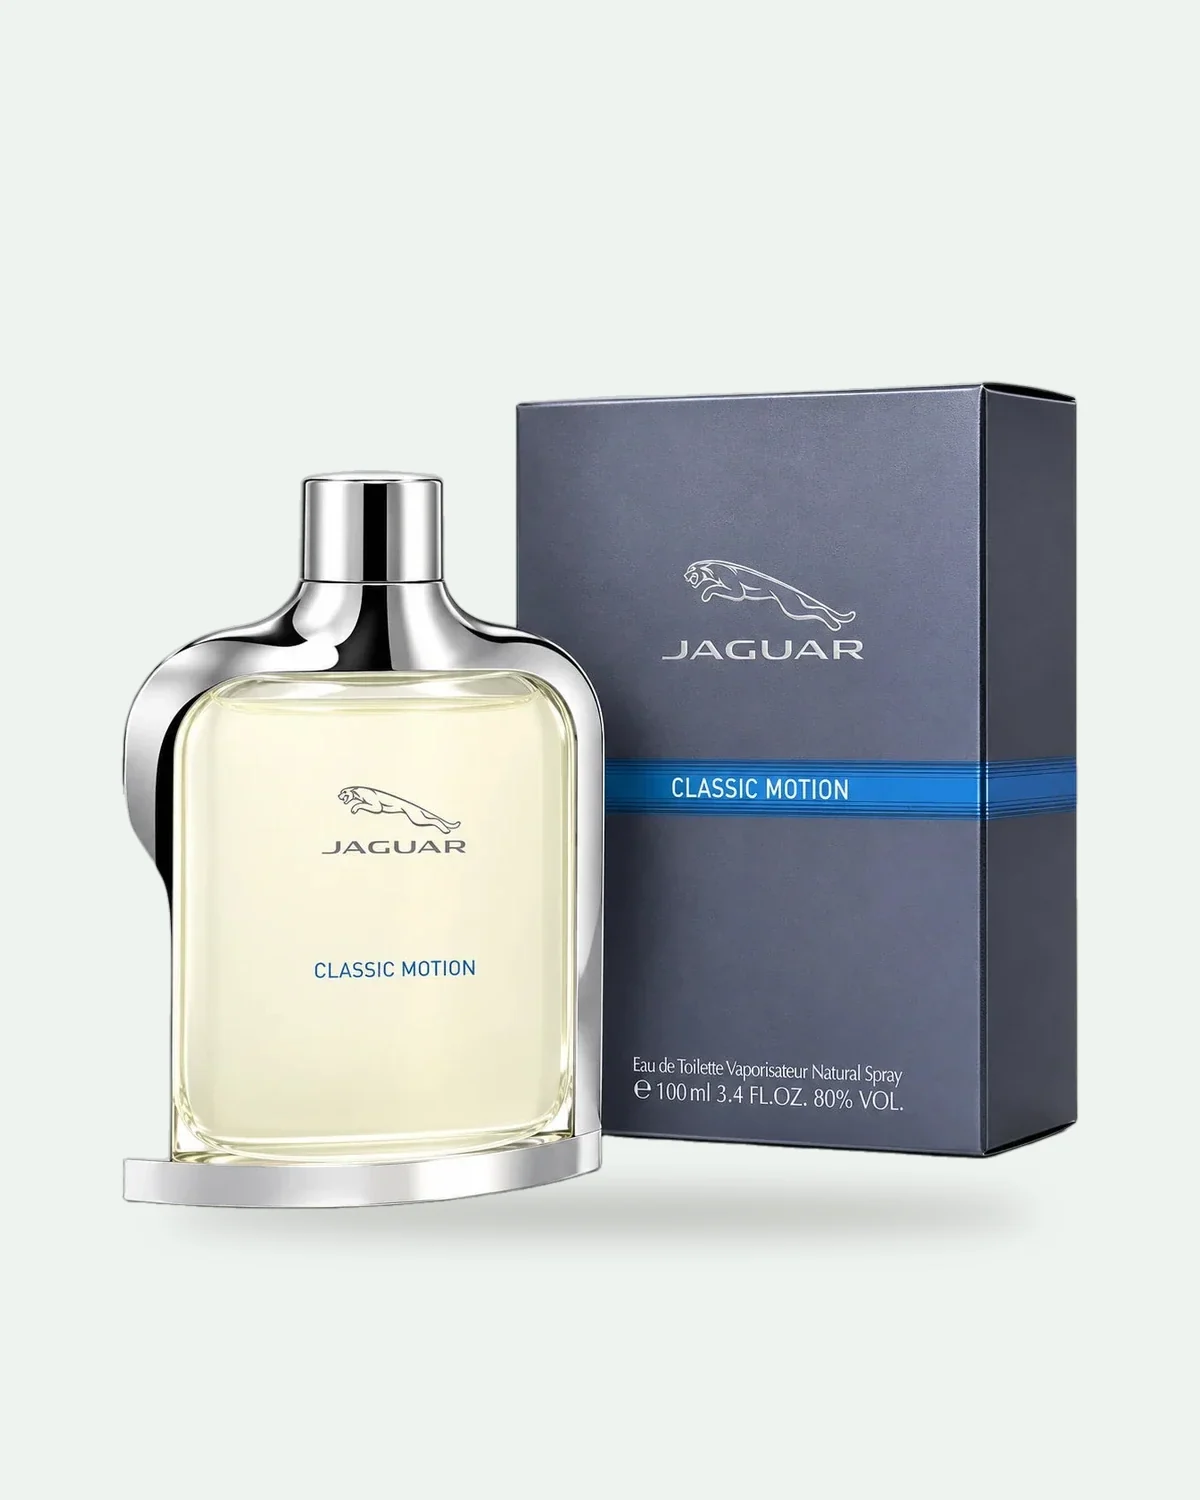 JAGUAR
CLASSIC MOTION
JAGUAR
CLASSIC MOTION
Eau de Toilette Vaporisateur Natural Spray
℮ 100 ml 3.4 FL.OZ. 80% VOL.